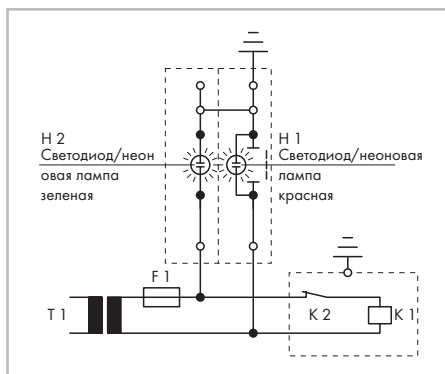 H 2
Светодиод/неон
овая лампа
зеленая
H 1
Светодиод/неоновая
лампа
красная
F 1
T 1
K 2
K 1